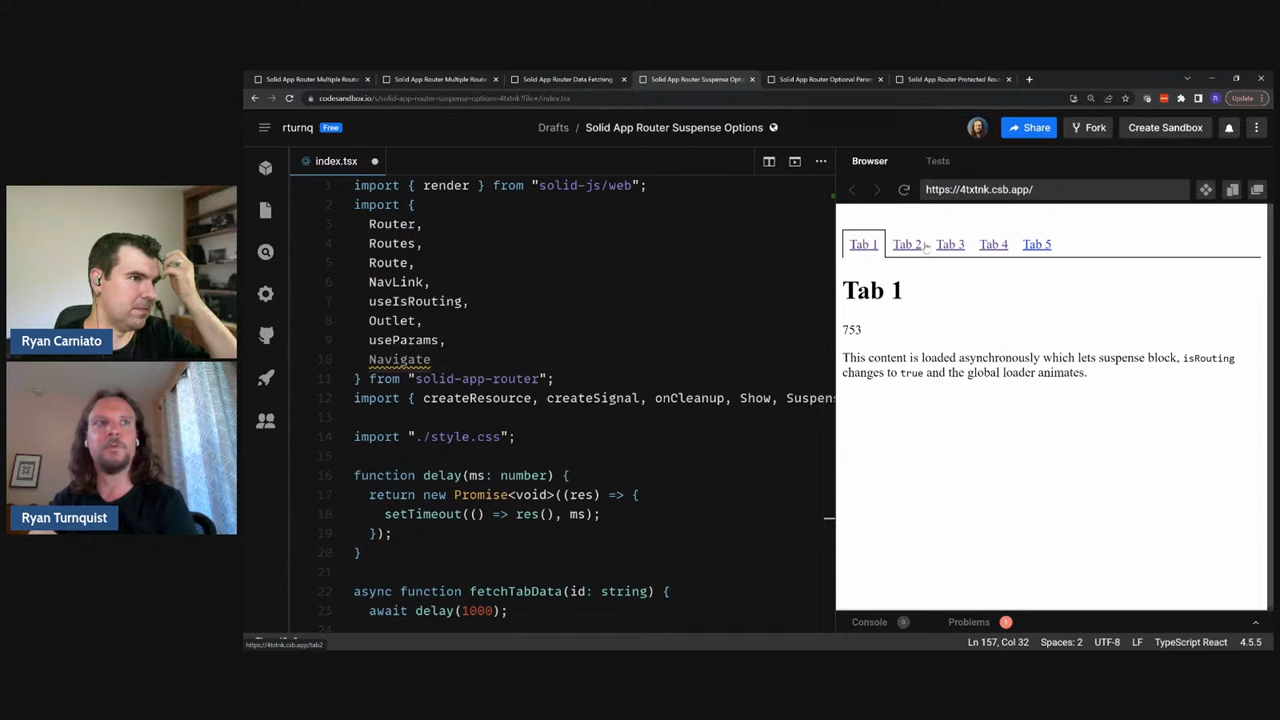 Ryan Carniato
Ryan Turnquist
Solid App Router Multiple Route
Solid App Router Multiple Route
Solid App Router Data Fetching
Solid App Router Suspense Optio
Solid App Router Optional Param
Solid App Router Protected Rout
codesandbox.io/s/solid-app-router-suspense-options-4txtnk?file=/index.tsx
Update
rturnq Free
Drafts / Solid App Router Suspense Options
Share
Fork
Create Sandbox
index.tsx
1 import { render } from "solid-js/web";
2 import {
3 Router,
4 Routes,
5 Route,
6 NavLink,
7 useIsRouting,
8 Outlet,
9 useParams,
10 Navigate
11 } from "solid-app-router";
12 import { createResource, createSignal, onCleanup, Show, Suspens
13
14 import "./style.css";
15
16 function delay(ms: number) {
17 return new Promise<void>((res) => {
18 setTimeout(() => res(), ms);
19 });
20 }
21
22 async function fetchTabData(id: string) {
23 await delay(1000);
24
https://4txtnk.csb.app/tab2
Browser
Tests
https://4txtnk.csb.app/
Tab 1 Tab 2 Tab 3 Tab 4 Tab 5
Tab 1
753
This content is loaded asynchronously which lets suspense block, isRouting
changes to true and the global loader animates.
Console 0 Problems 1
Ln 157, Col 32 Spaces: 2 UTF-8 LF TypeScript React 4.5.5